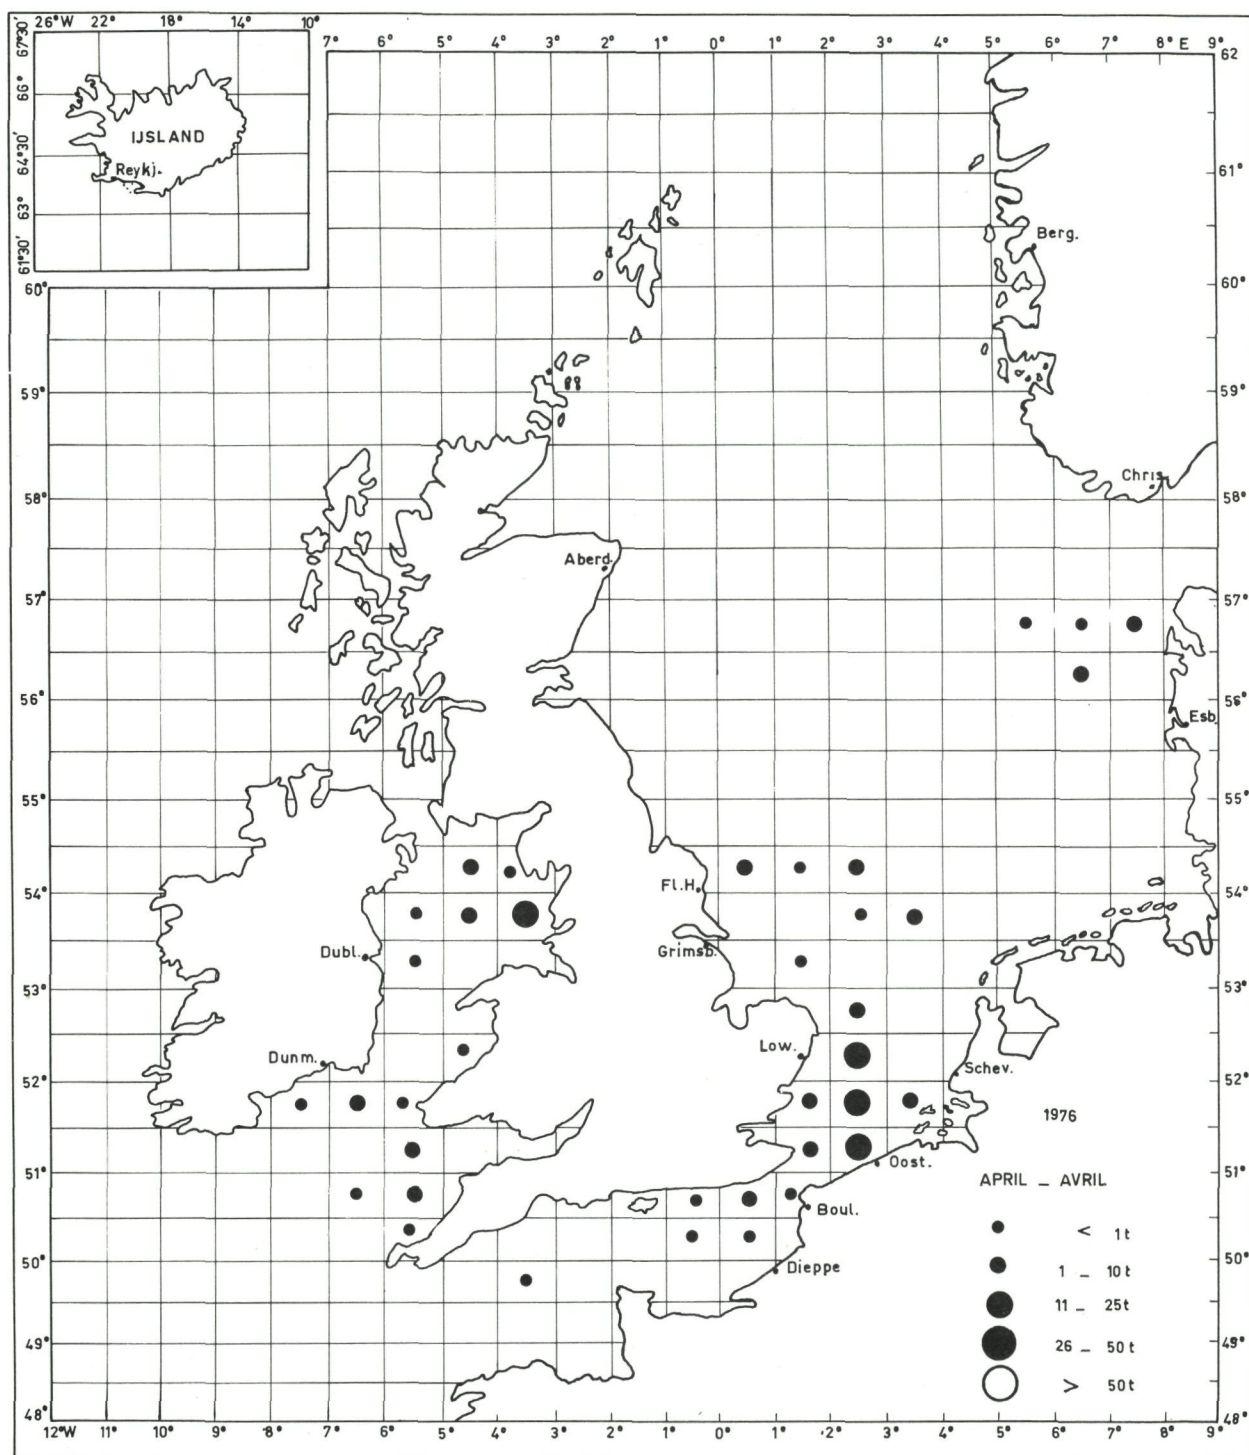 26°W 22° 18° 14° 10°
67°30' 66° 64°30' 63° 61°30'
IJSLAND
Reykj.
7° 6° 5° 4° 3° 2° 1° 0° 1° 2° 3° 4° 5° 6° 7° 8° E 9°
62
61°
60° 60°
59° 59°
58° 58°
57° 57°
56° 56°
55° 55°
54° 54°
53° 53°
52° 52°
51° 51°
50° 50°
49° 49°
48° 48°
Berg.
Chris
Aberd.
Esb
Fl.H.
Grimsb.
Dubl.
Low.
Dunm.
Schev.
Oost.
Boul.
Dieppe
1976
APRIL _ AVRIL
< 1t
1 _ 10t
11 _ 25t
26 _ 50t
> 50t
12°W 11° 10° 9° 8° 7° 6° 5° 4° 3° 2° 1° 0° 1° 2° 3° 4° 5° 6° 7° 8° 9°